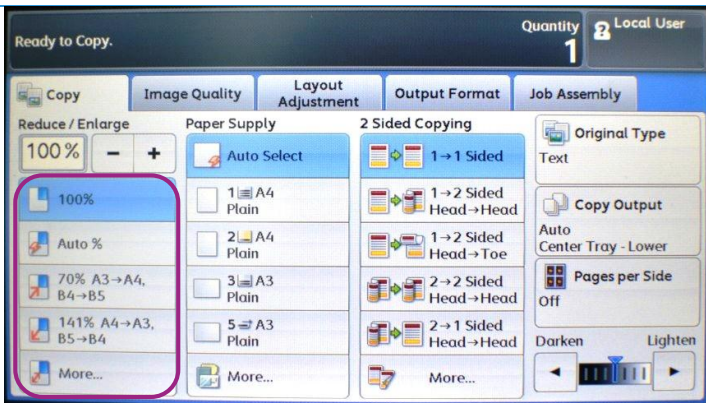 Ready to Copy.
Quantity
1
Local User
Copy
Image Quality
Layout
Adjustment
Output Format
Job Assembly
Reduce / Enlarge
100%
-
+
100%
Auto %
70% A3→A4,
B4→B5
141% A4→A3,
B5→B4
More...
Paper Supply
Auto Select
1 A4
Plain
2 A4
Plain
3 A3
Plain
5 A3
Plain
More...
2 Sided Copying
1→1 Sided
1→2 Sided
Head→Head
1→2 Sided
Head→Toe
2→2 Sided
Head→Head
2→1 Sided
Head→Head
More...
Original Type
Text
Copy Output
Auto
Center Tray - Lower
Pages per Side
Off
Darken
Lighten